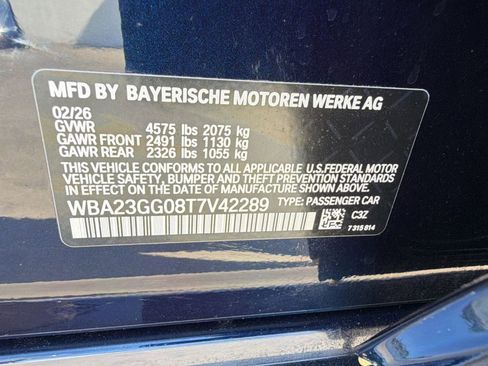 MFD BY BAYERISCHE MOTOREN WERKE AG
02/26
GVWR 4575 lbs 2075 kg
GAWR FRONT 2491 lbs 1130 kg
GAWR REAR 2326 lbs 1055 kg
THIS VEHICLE CONFORMS TO ALL APPLICABLE U.S.FEDERAL MOTOR
VEHICLE SAFETY, BUMPER AND THEFT PREVENTION STANDARDS IN
EFFECT ON THE DATE OF MANUFACTURE SHOWN ABOVE.
WBA23GG08T7V42289 TYPE: PASSENGER CAR
C3Z
7 315 814